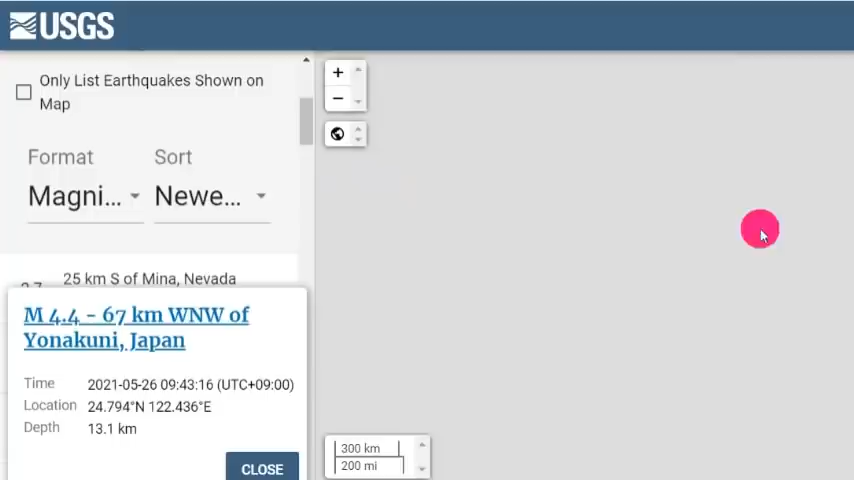 USGS
Only List Earthquakes Shown on
Map
Format Sort
Magni... Newe...
25 km S of Mina, Nevada
M 4.4 - 67 km WNW of
Yonakuni, Japan
Time 2021-05-26 09:43:16 (UTC+09:00)
Location 24.794°N 122.436°E
Depth 13.1 km
CLOSE
+
−
300 km
200 mi